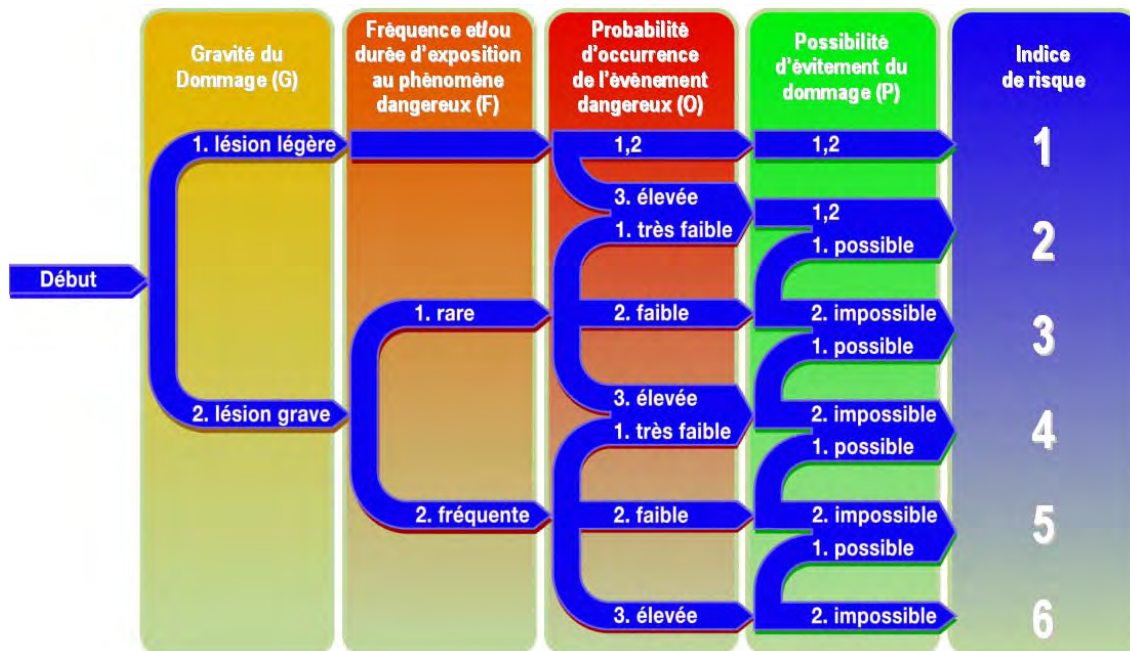 Gravité du
Dommage (G)
Fréquence et/ou
durée d'exposition
au phénomène
dangereux (F)
Probabilité
d'occurrence
de l'évènement
dangereux (O)
Possibilité
d'évitement du
dommage (P)
Indice
de risque
Début
1. lésion légère
2. lésion grave
1. rare
2. fréquente
1,2
3. élevée
1. très faible
2. faible
3. élevée
1. très faible
2. faible
3. élevée
1,2
1,2
1. possible
2. impossible
1. possible
2. impossible
1. possible
2. impossible
1. possible
2. impossible
1
2
3
4
5
6